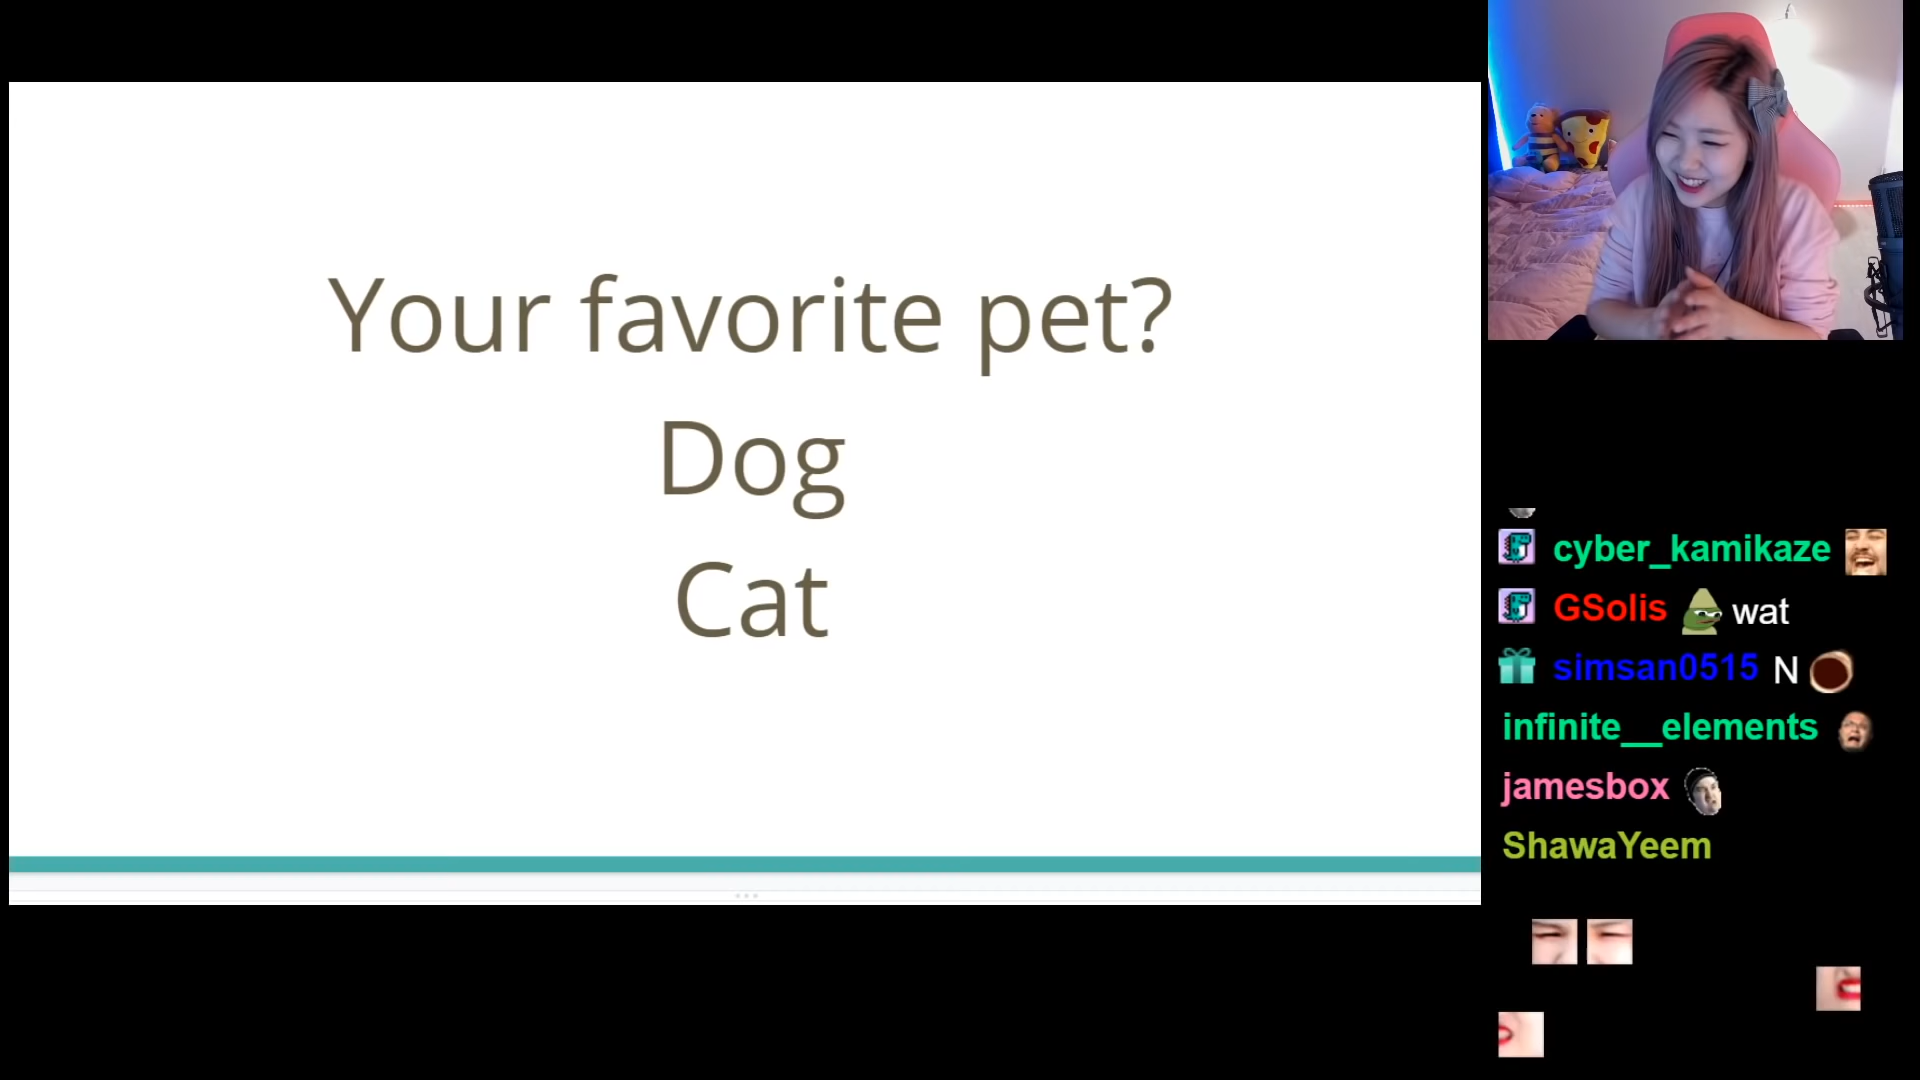 Your favorite pet?
Dog
Cat
cyber_kamikaze
GSolis wat
simsan0515 N
infinite__elements
jamesbox
ShawaYeem